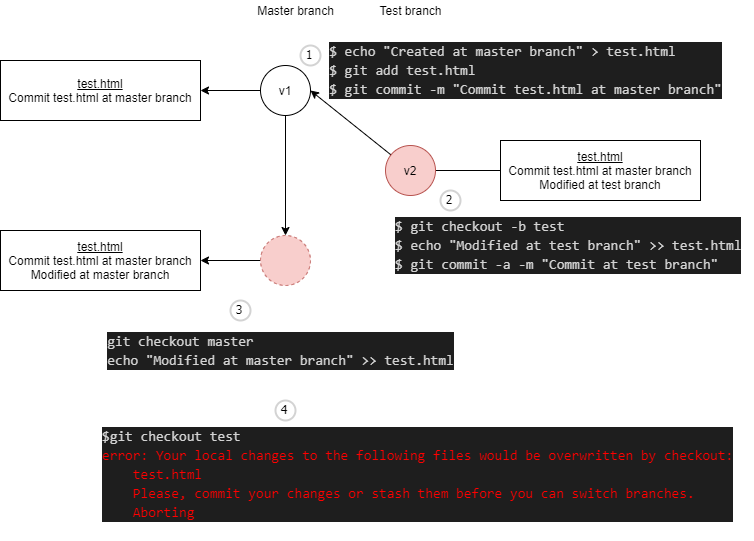 Master branch
Test branch
1
$ echo "Created at master branch" > test.html
$ git add test.html
$ git commit -m "Commit test.html at master branch"
test.html
Commit test.html at master branch
v1
v2
test.html
Commit test.html at master branch
Modified at test branch
2
$ git checkout -b test
$ echo "Modified at test branch" >> test.html
$ git commit -a -m "Commit at test branch"
test.html
Commit test.html at master branch
Modified at master branch
3
git checkout master
echo "Modified at master branch" >> test.html
4
$git checkout test
error: Your local changes to the following files would be overwritten by checkout:
test.html
Please, commit your changes or stash them before you can switch branches.
Aborting